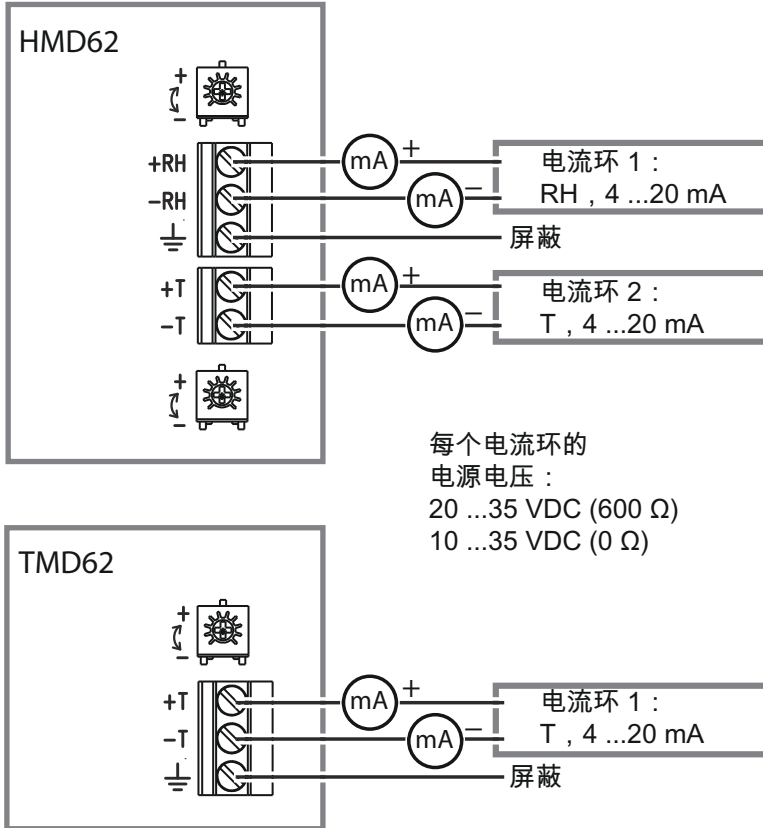 HMD62
+
−
+RH
mA
+
电流环 1：
−RH
mA
−
RH，4 ...20 mA
屏蔽
+T
mA
+
电流环 2：
−T
mA
−
T，4 ...20 mA
+
−
每个电流环的
电源电压：
20 ...35 VDC (600 Ω)
10 ...35 VDC (0 Ω)
TMD62
+
−
+T
mA
+
电流环 1：
−T
mA
−
T，4 ...20 mA
屏蔽